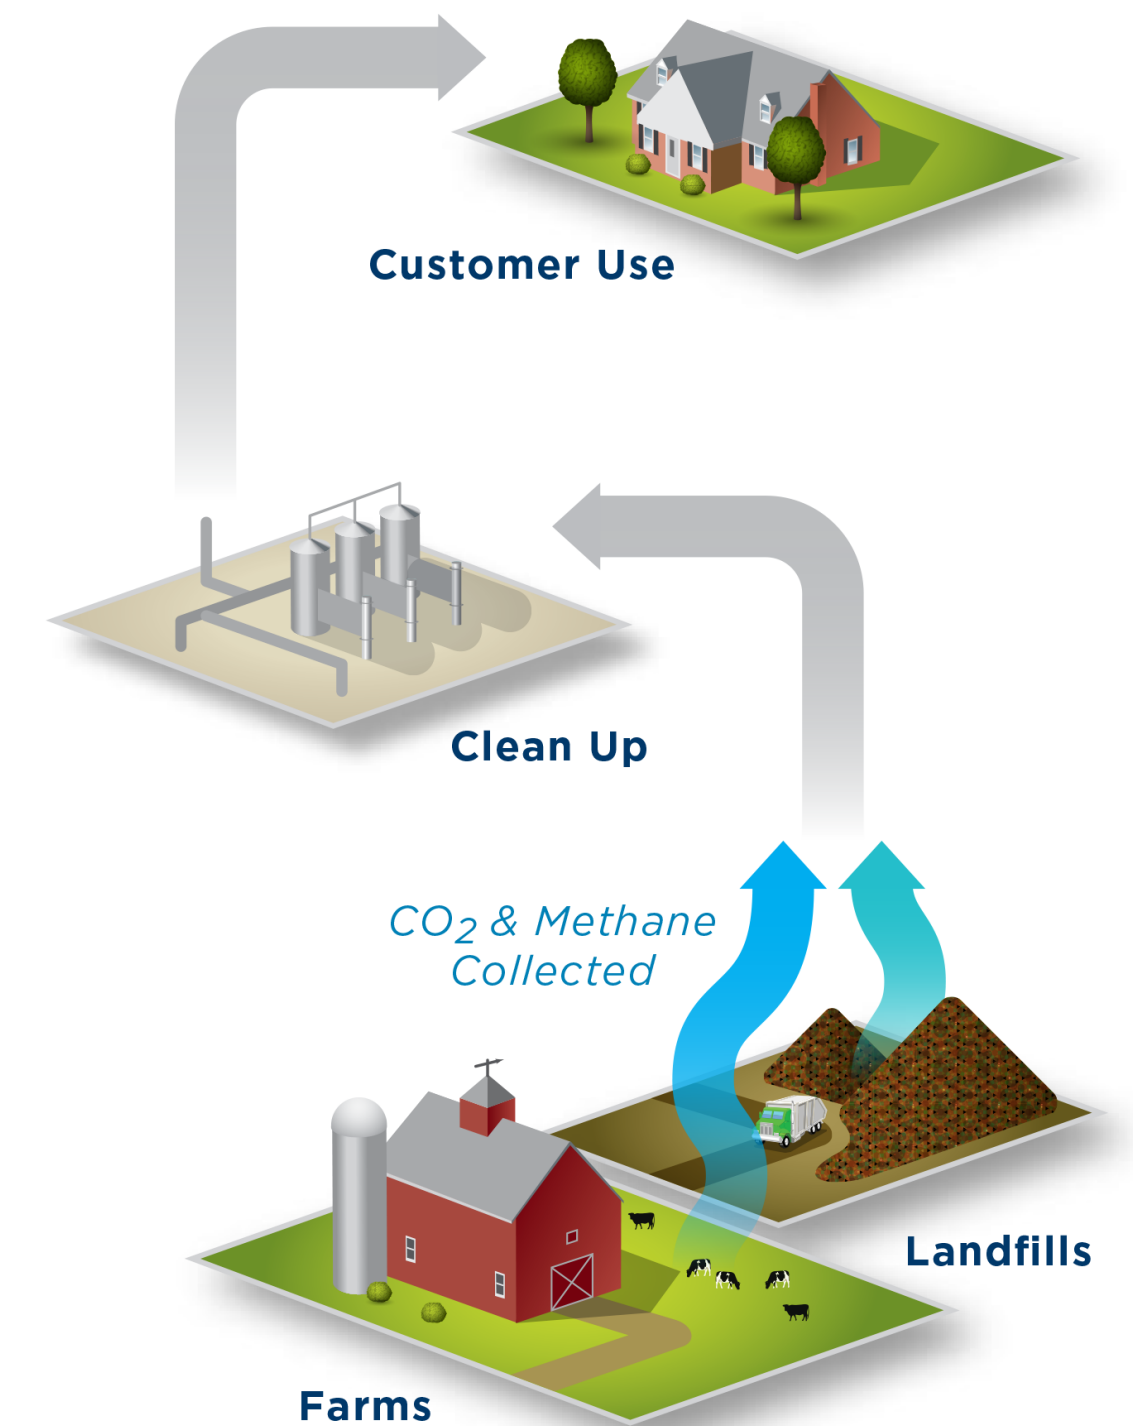 Customer Use
Clean Up
CO₂ & Methane
Collected
Landfills
Farms